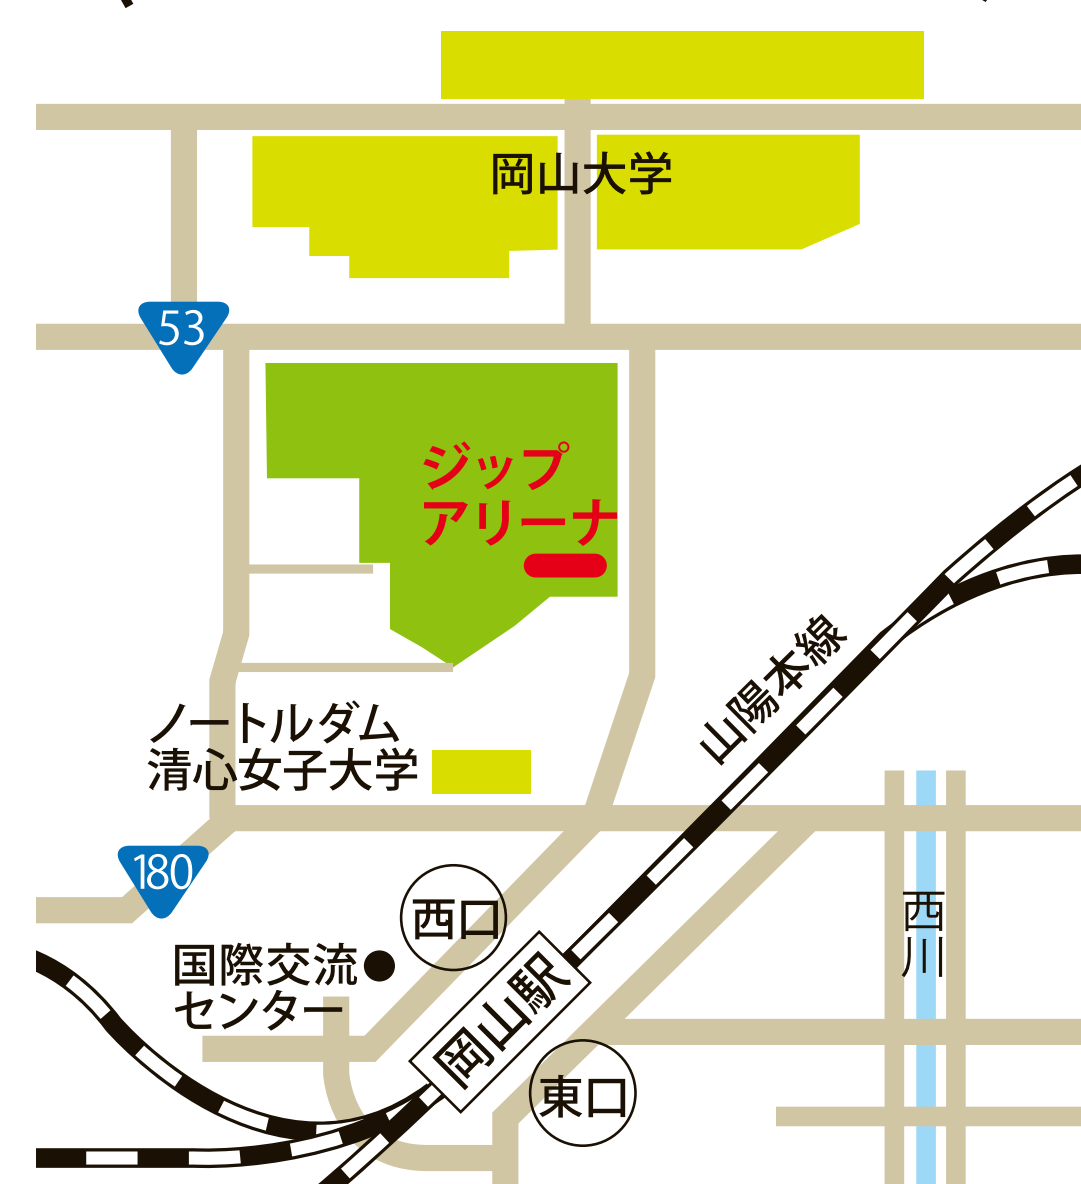 岡山大学
53
ジップ
アリーナ
山陽本線
ノートルダム
清心女子大学
180
西口
西川
国際交流
センター
岡山駅
東口